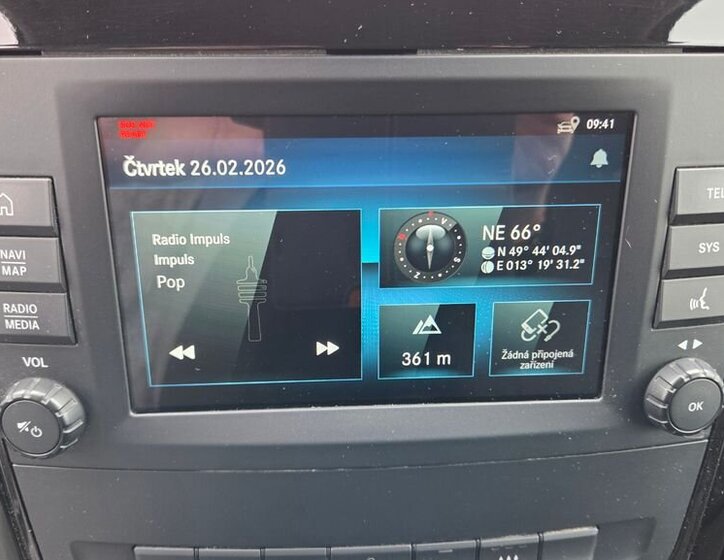 09:41
Čtvrtek 26.02.2026
Radio Impuls
Impuls
Pop
NE 66°
N 49° 44' 04.9"
E 013° 19' 31.2"
361 m
Žádná připojená
zařízení
NAVI
MAP
RADIO
MEDIA
VOL
TEL
SYS
OK